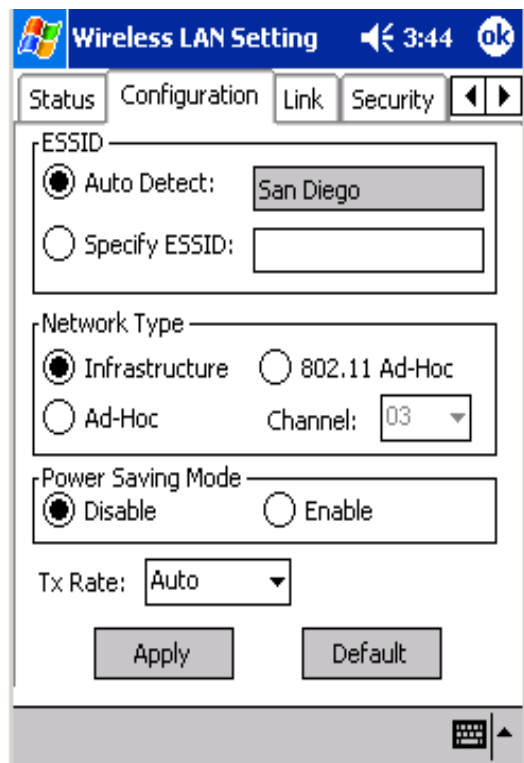 Wireless LAN Setting 3:44 ok
Status Configuration Link Security
ESSID
Auto Detect: San Diego
Specify ESSID:
Network Type
Infrastructure 802.11 Ad-Hoc
Ad-Hoc Channel: 03
Power Saving Mode
Disable Enable
Tx Rate: Auto
Apply Default